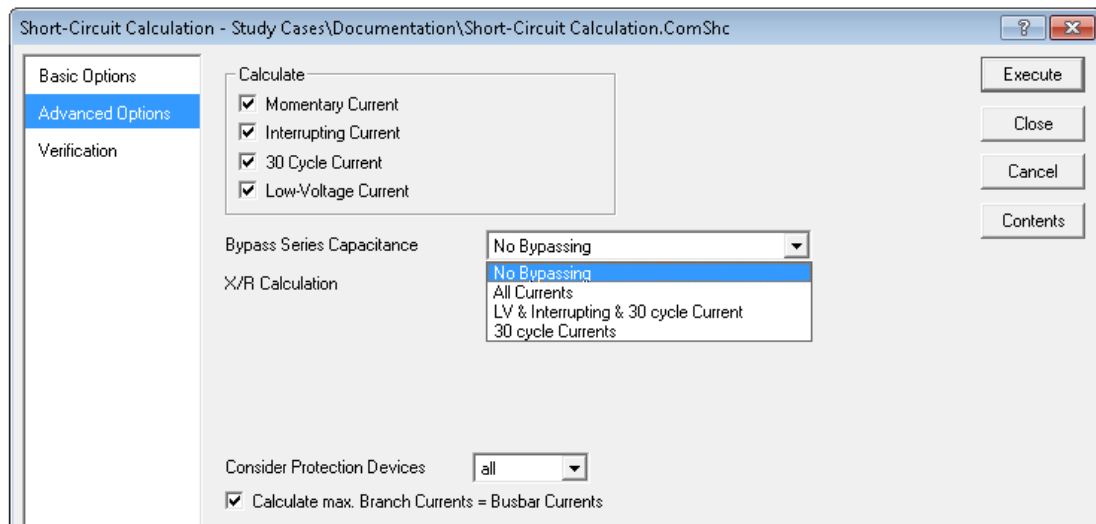 Short-Circuit Calculation - Study Cases\Documentation\Short-Circuit Calculation.ComShc
Basic Options
Advanced Options
Verification
Calculate
Momentary Current
Interrupting Current
30 Cycle Current
Low-Voltage Current
Bypass Series Capacitance
No Bypassing
No Bypassing
All Currents
LV & Interrupting & 30 cycle Current
30 cycle Currents
X/R Calculation
Consider Protection Devices
all
Calculate max. Branch Currents = Busbar Currents
Execute
Close
Cancel
Contents